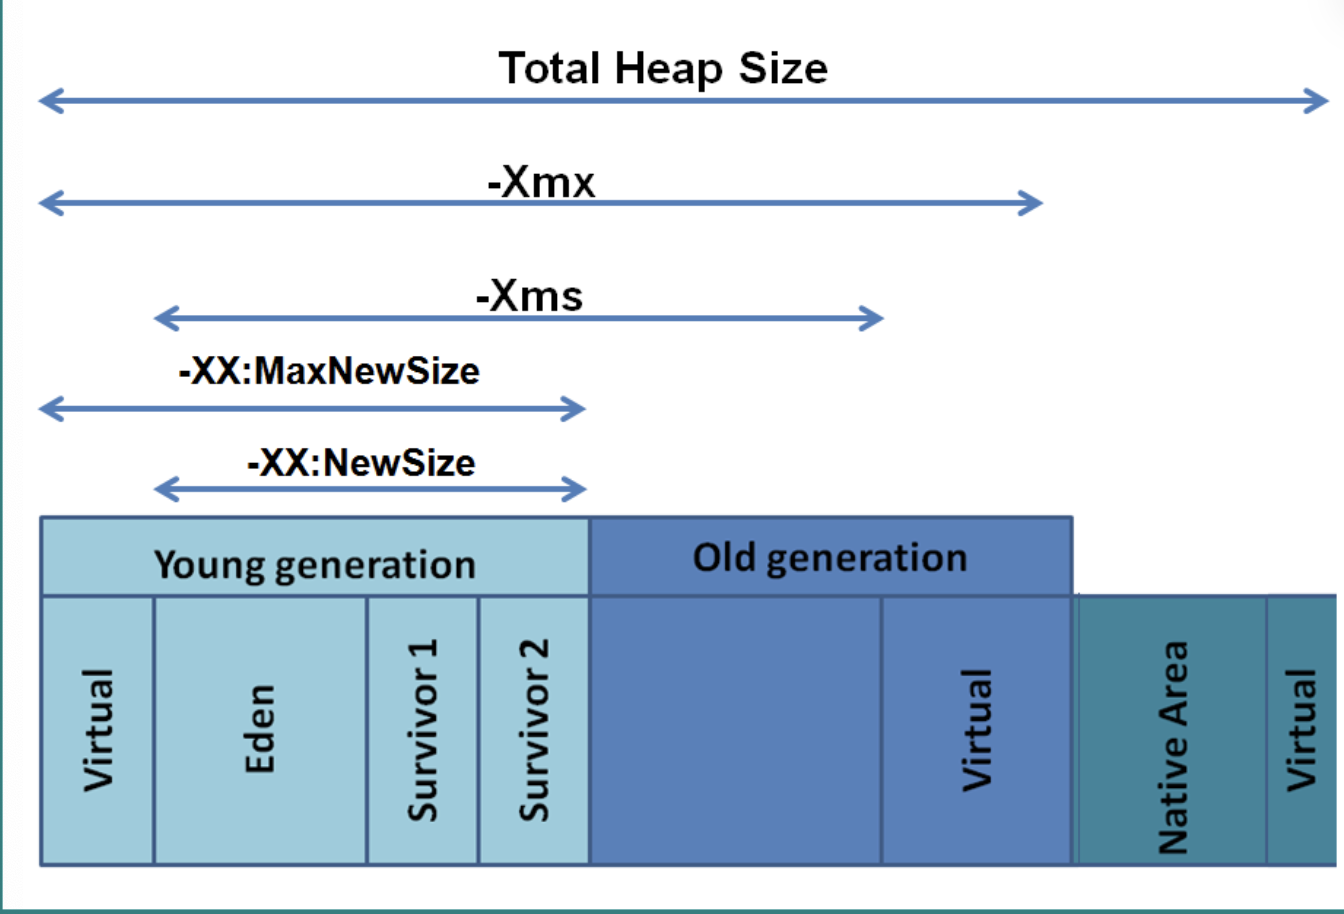 Total Heap Size
-Xmx
-Xms
-XX:MaxNewSize
-XX:NewSize
Young generation
Old generation
Virtual
Eden
Survivor 1
Survivor 2
Virtual
Native Area
Virtual